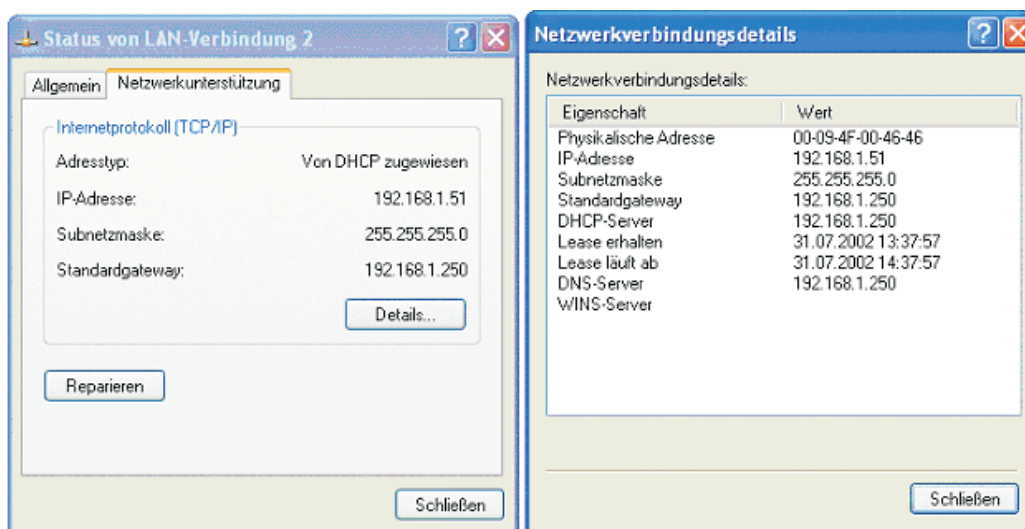 Status von LAN-Verbindung 2
Allgemein
Netzwerkunterstützung
Internetprotokoll (TCP/IP)
Adresstyp: Von DHCP zugewiesen
IP-Adresse: 192.168.1.51
Subnetzmaske: 255.255.255.0
Standardgateway: 192.168.1.250
Details...
Reparieren
Schließen
Netzwerkverbindungsdetails
Netzwerkverbindungsdetails:
Eigenschaft Wert
Physikalische Adresse 00-09-4F-00-46-46
IP-Adresse 192.168.1.51
Subnetzmaske 255.255.255.0
Standardgateway 192.168.1.250
DHCP-Server 192.168.1.250
Lease erhalten 31.07.2002 13:37:57
Lease läuft ab 31.07.2002 14:37:57
DNS-Server 192.168.1.250
WINS-Server
Schließen